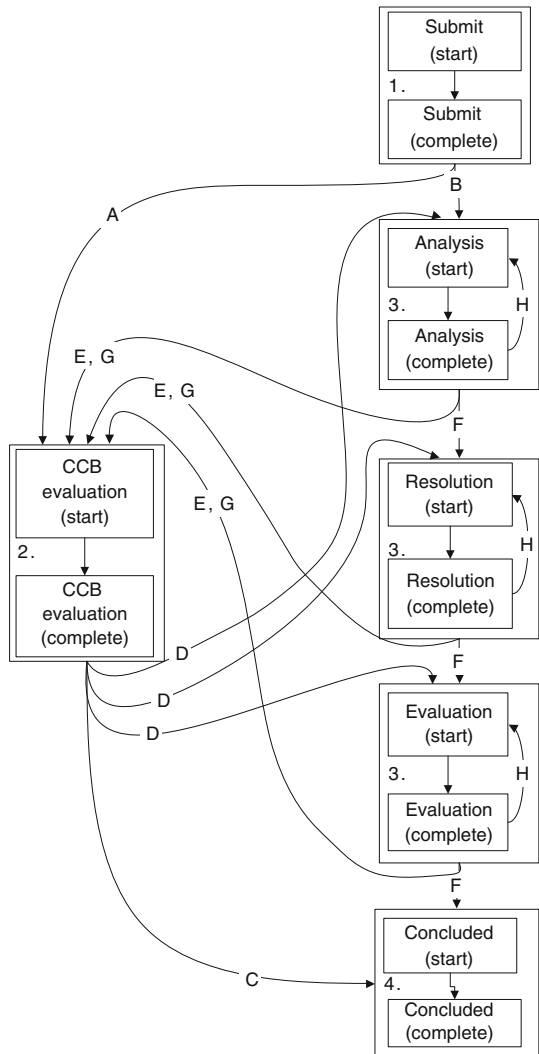 Submit
(start)
1.
Submit
(complete)
A
B
Analysis
(start)
3.
H
Analysis
(complete)
E, G
E, G
F
CCB
evaluation
(start)
2.
CCB
evaluation
(complete)
E, G
Resolution
(start)
3.
H
Resolution
(complete)
D
F
D
D
Evaluation
(start)
3.
H
Evaluation
(complete)
F
C
Concluded
(start)
4.
Concluded
(complete)